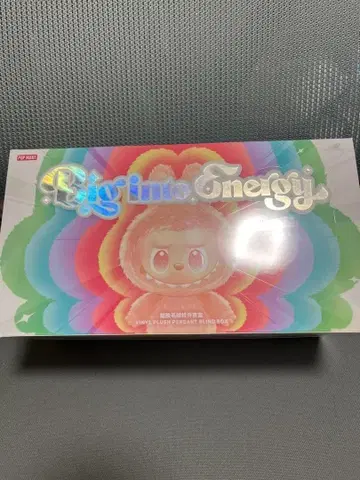 POP MART
Big into Energy
VINYL PLUSH PENDANT BLIND BOX